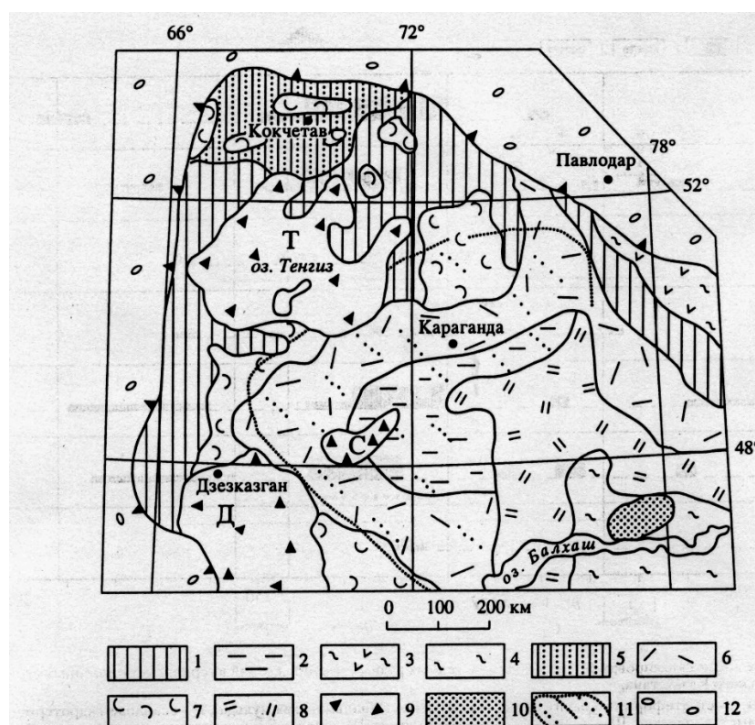 66° 72°
Кокчетав
Павлодар
78°
52°
Т
оз. Тенгиз
Караганда
С
48°
Дзезказган
Д
оз. Балхаш
0 100 200 км
1 2 3 4 5 6
7 8 9 10 11 12